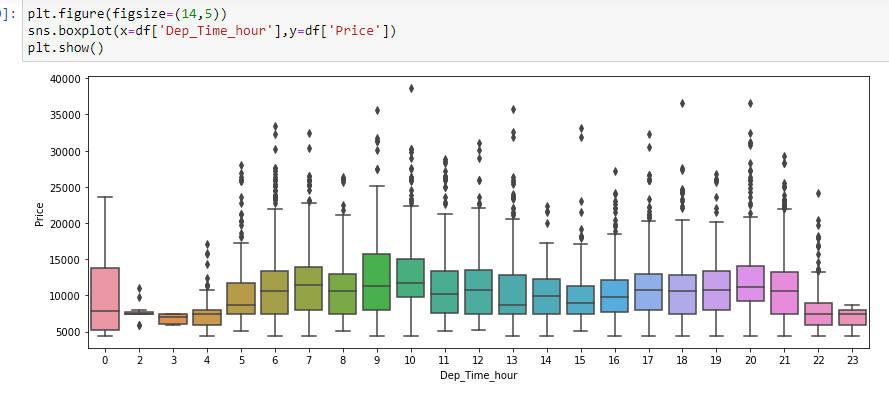 ]:
plt.figure(figsize=(14,5))
sns.boxplot(x=df['Dep_Time_hour'],y=df['Price'])
plt.show()
40000
35000
30000
25000
20000
15000
10000
5000
Price
0 2 3 4 5 6 7 8 9 10 11 12 13 14 15 16 17 18 19 20 21 22 23
Dep_Time_hour